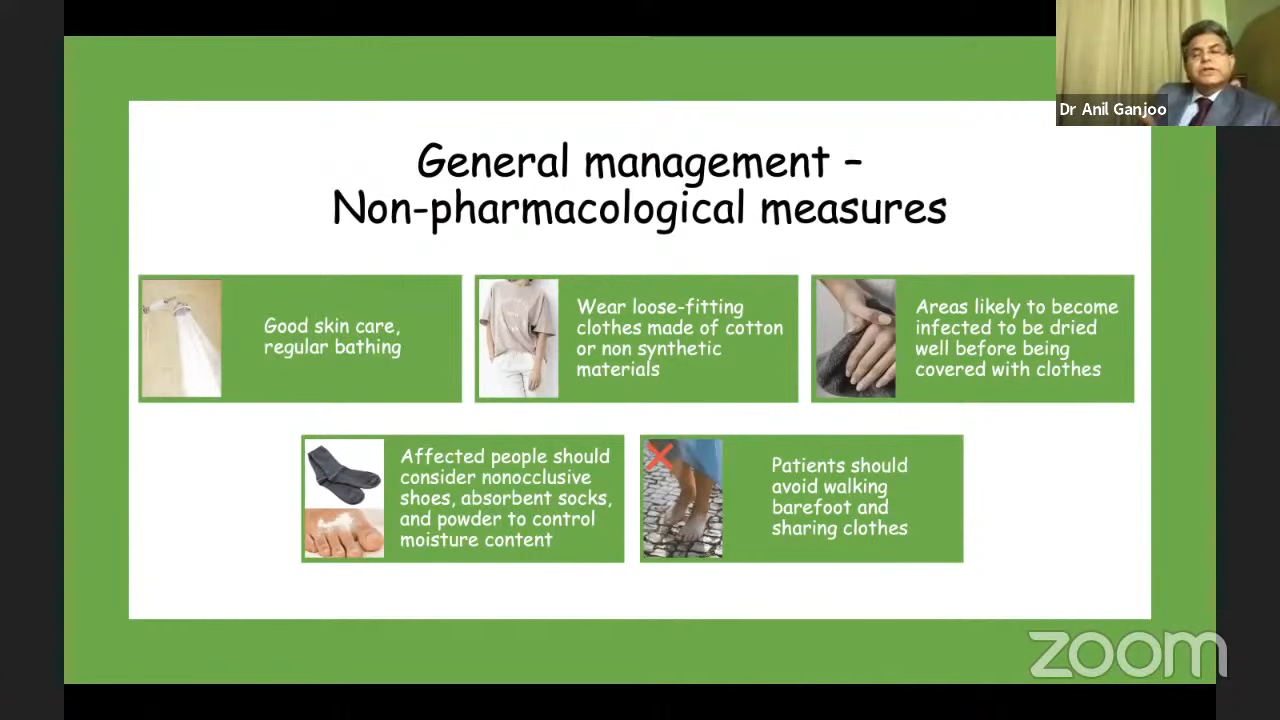 Dr Anil Ganjoo
General management –
Non-pharmacological measures
Good skin care,
regular bathing
Wear loose-fitting
clothes made of cotton
or non synthetic
materials
Areas likely to become
infected to be dried
well before being
covered with clothes
Affected people should
consider nonocclusive
shoes, absorbent socks,
and powder to control
moisture content
Patients should
avoid walking
barefoot and
sharing clothes
zoom